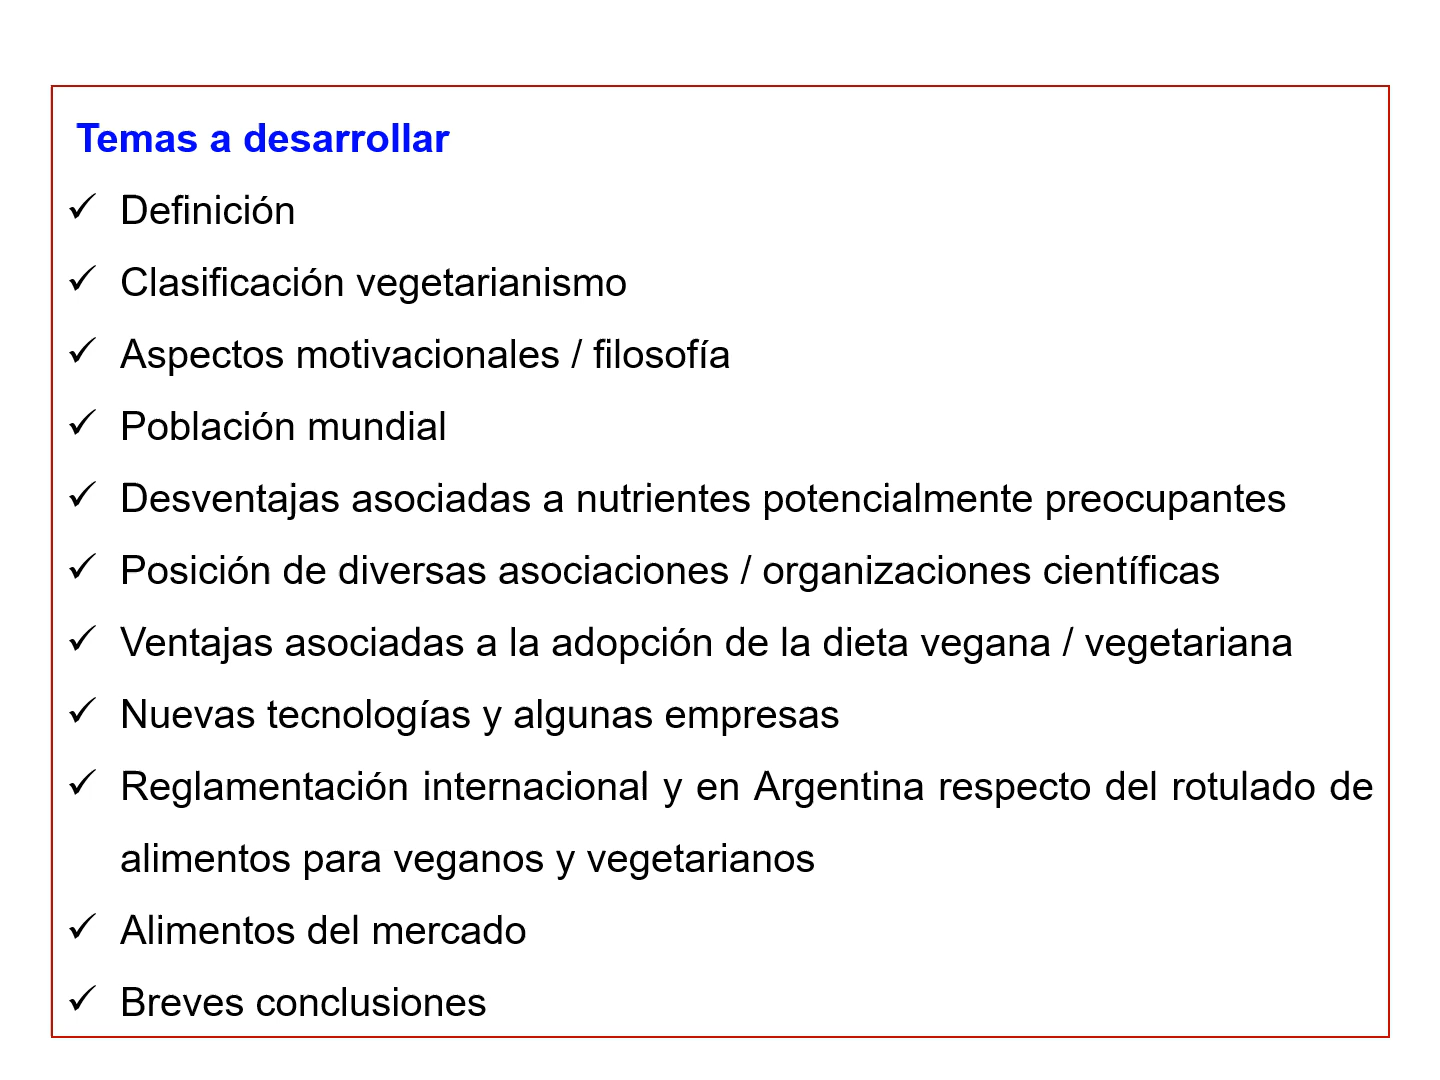 Temas a desarrollar
✓ Definición
✓ Clasificación vegetarianismo
✓ Aspectos motivacionales / filosofía
✓ Población mundial
✓ Desventajas asociadas a nutrientes potencialmente preocupantes
✓ Posición de diversas asociaciones / organizaciones científicas
✓ Ventajas asociadas a la adopción de la dieta vegana / vegetariana
✓ Nuevas tecnologías y algunas empresas
✓ Reglamentación internacional y en Argentina respecto del rotulado de
alimentos para veganos y vegetarianos
✓ Alimentos del mercado
✓ Breves conclusiones